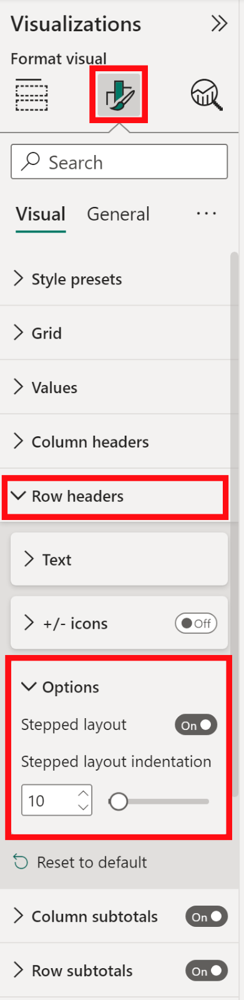 Visualizations
Format visual
Search
Visual General ...
Style presets
Grid
Values
Column headers
Row headers
Text
+/- icons Off
Options
Stepped layout On
Stepped layout indentation
10
Reset to default
Column subtotals On
Row subtotals On